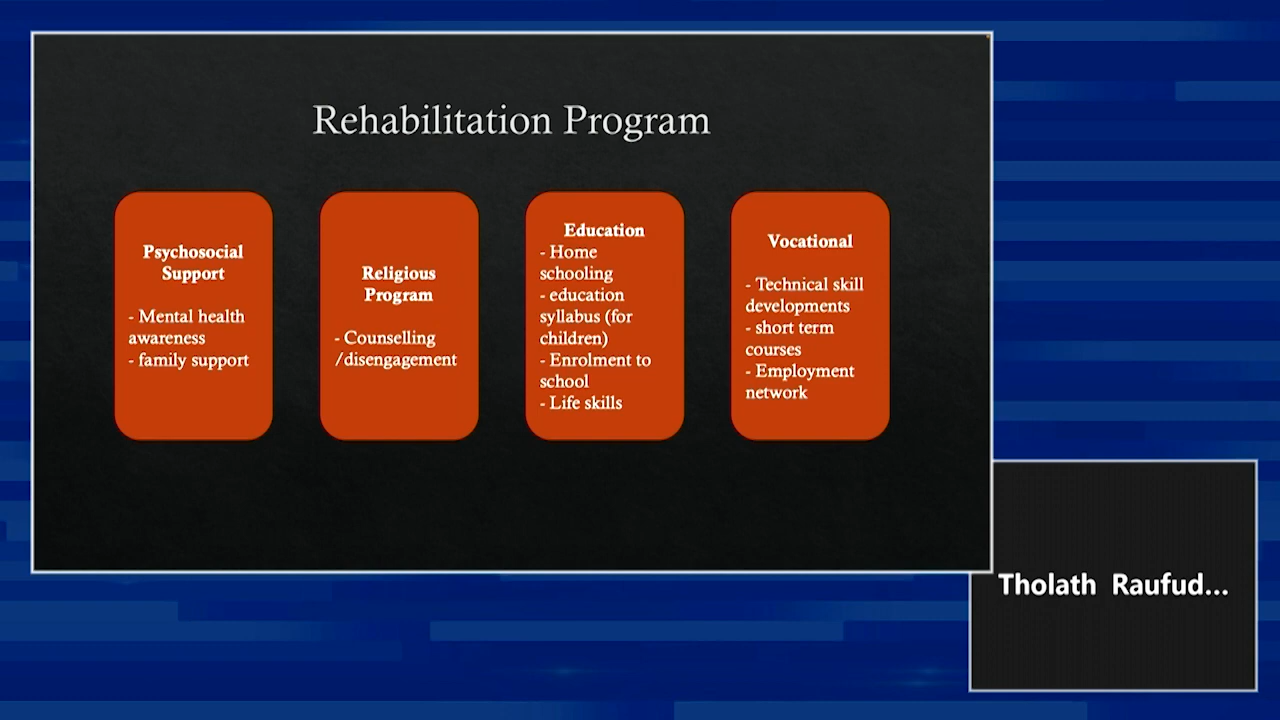 Rehabilitation Program
Psychosocial
Support
- Mental health
awareness
- family support
Religious
Program
- Counselling
/disengagement
Education
- Home
schooling
- education
syllabus (for
children)
- Enrolment to
school
- Life skills
Vocational
- Technical skill
developments
- short term
courses
- Employment
network
Tholath Raufud...